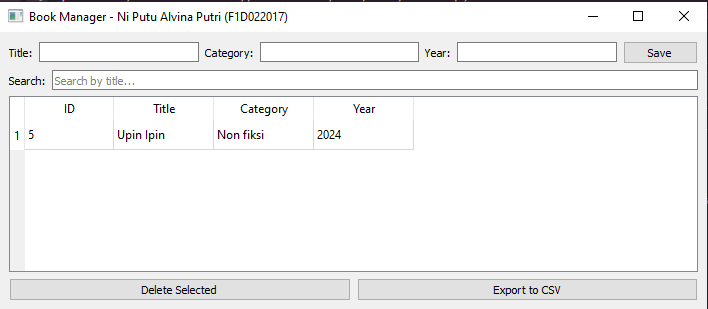 Book Manager - Ni Putu Alvina Putri (F1D022017)
Title: Category: Year: Save
Search: Search by title...
ID Title Category Year
1 5 Upin Ipin Non fiksi 2024
Delete Selected Export to CSV